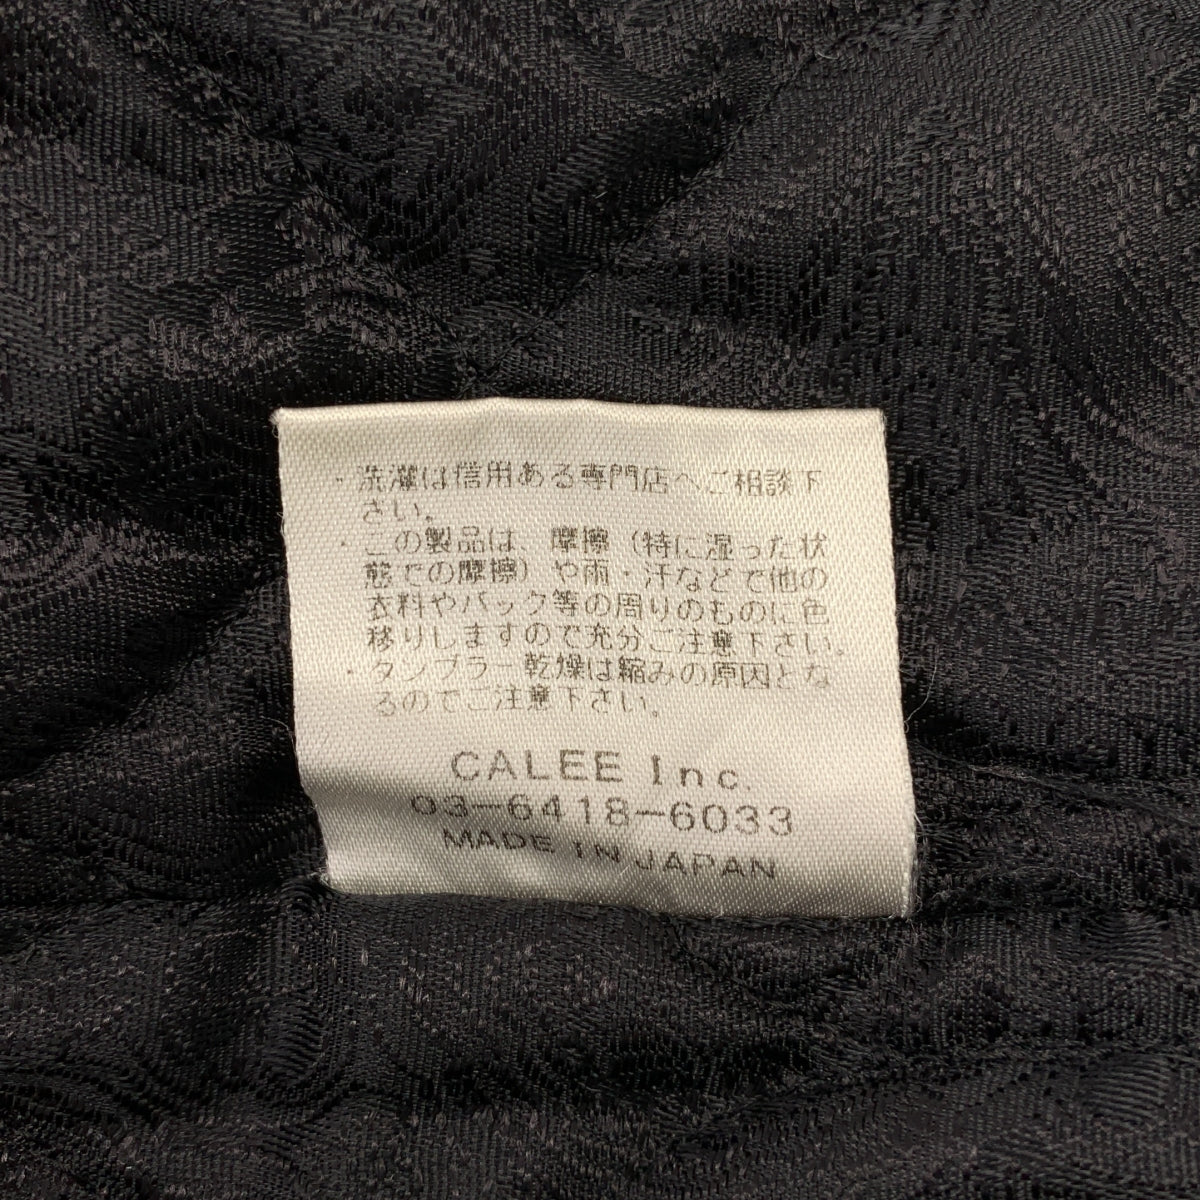 ・洗濯は信用ある専門店へご相談下
さい。
・この製品は、摩擦（特に湿った状
態での摩擦）や雨・汗などで他の
衣料やバック等の周りのものに色
移りしますので充分ご注意下さい。
・タンブラー乾燥は縮みの原因とな
るのでご注意下さい。
CALEE Inc.
03-6418-6033
MADE IN JAPAN